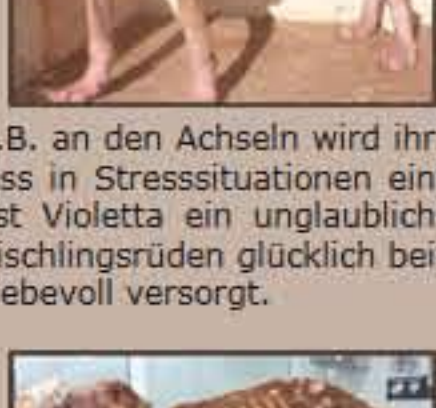 .B. an den Achseln wird ihr
ss in Stresssituationen ein
st Violetta ein unglaublich
ischlingsrüden glücklich bei
ebevoll versorgt.